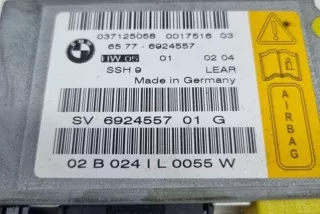 BMW
037125058 0017516 03
65.77 - 6924557
HW 05 01 02 04
SSH 9 LEAR
Made in Germany
SV 6924557 01 G
02 B 024 I L 0055 W
AIRBAG